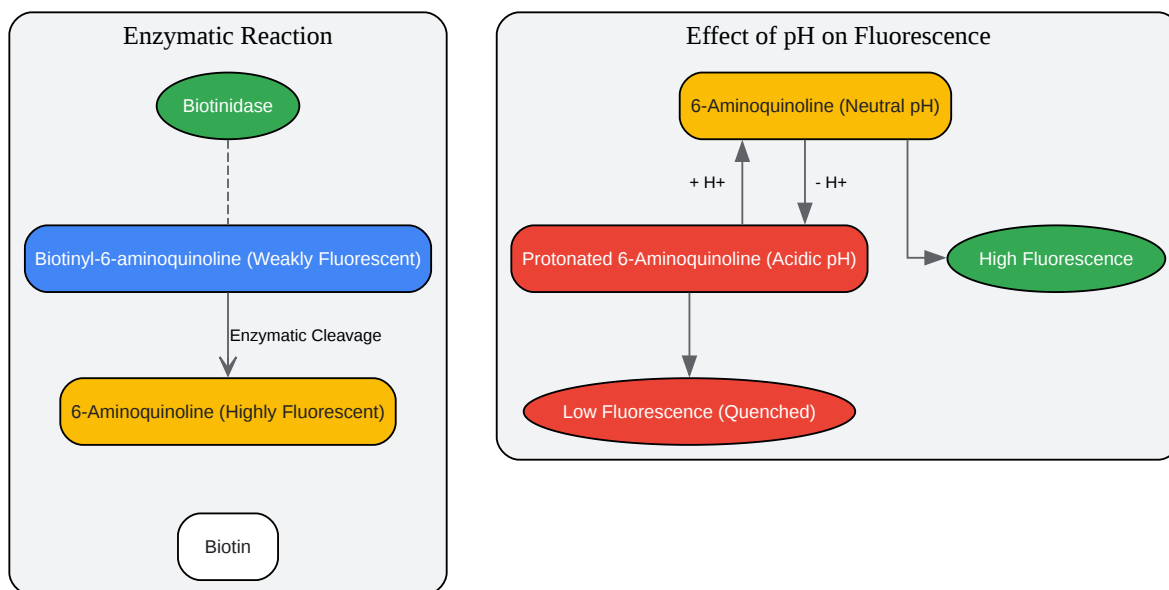 Enzymatic Reaction
Biotinidase
Biotinyl-6-aminoquinoline (Weakly Fluorescent)
Enzymatic Cleavage
6-Aminoquinoline (Highly Fluorescent)
Biotin
Effect of pH on Fluorescence
6-Aminoquinoline (Neutral pH)
+ H+
- H+
Protonated 6-Aminoquinoline (Acidic pH)
High Fluorescence
Low Fluorescence (Quenched)